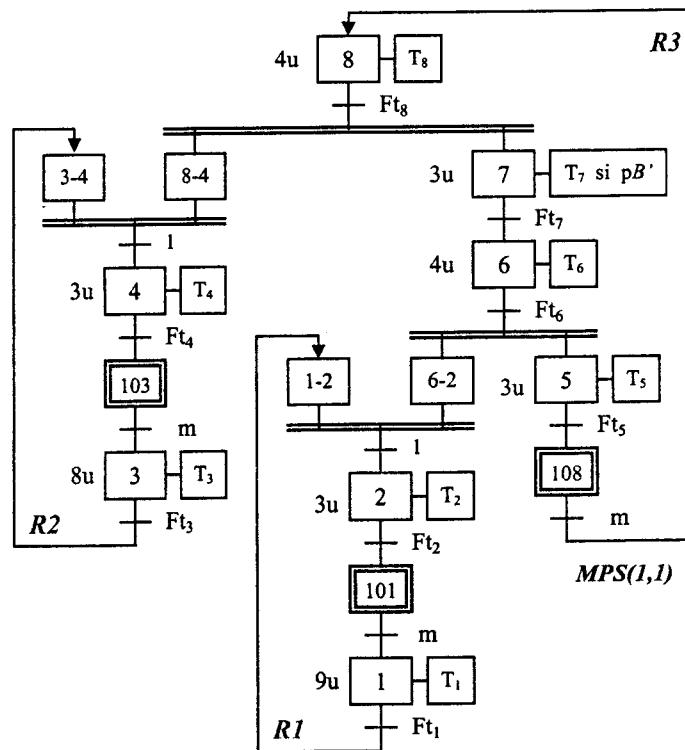 R3
4u 8 T8
Ft8
3-4 8-4 3u 7 T7 si pB'
1 Ft7
3u 4 T4 4u 6 T6
Ft4 Ft6
103 1-2 6-2 3u 5 T5
m 1 Ft5
8u 3 T3 3u 2 T2 108
R2 Ft3 Ft2 m
101 MPS(1,1)
m
9u 1 T1
R1 Ft1